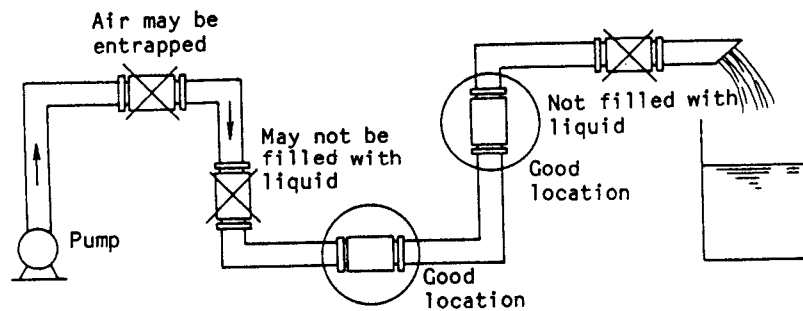 Air may be
entrapped
May not be
filled with
liquid
Pump
Good
location
Not filled with
liquid
Good
location